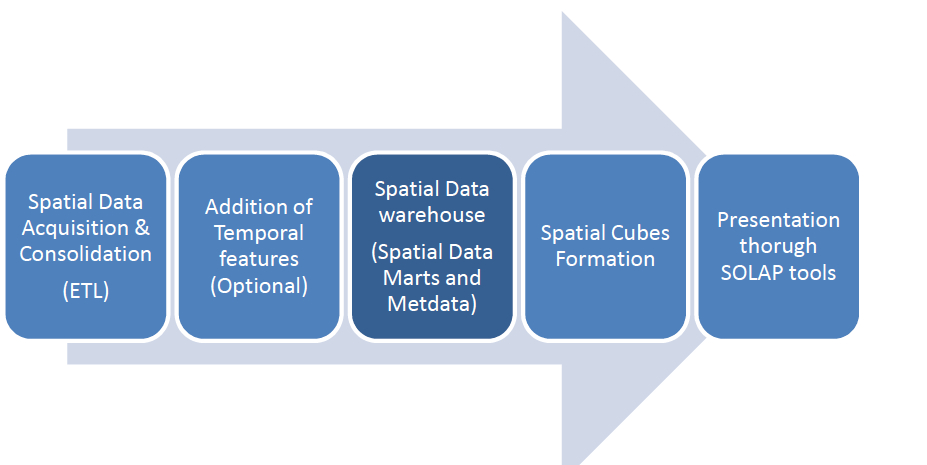 Spatial Data
Acquisition &
Consolidation
(ETL)
Addition of
Temporal
features
(Optional)
Spatial Data
warehouse
(Spatial Data
Marts and
Metdata)
Spatial Cubes
Formation
Presentation
thorugh
SOLAP tools